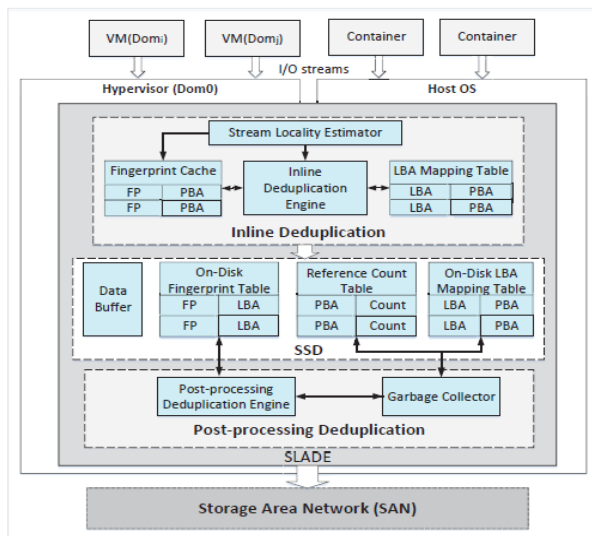 VM(Domi) VM(Domj) Container Container
I/O streams
Hypervisor (Dom0) Host OS
Stream Locality Estimator
Fingerprint Cache
FP PBA
FP PBA
Inline
Deduplication
Engine
LBA Mapping Table
LBA PBA
LBA PBA
Inline Deduplication
Data
Buffer
On-Disk
Fingerprint Table
FP LBA
FP LBA
Reference Count
Table
PBA Count
PBA Count
On-Disk LBA
Mapping Table
LBA PBA
LBA PBA
SSD
Post-processing
Deduplication Engine
Garbage Collector
Post-processing Deduplication
SLADE
Storage Area Network (SAN)